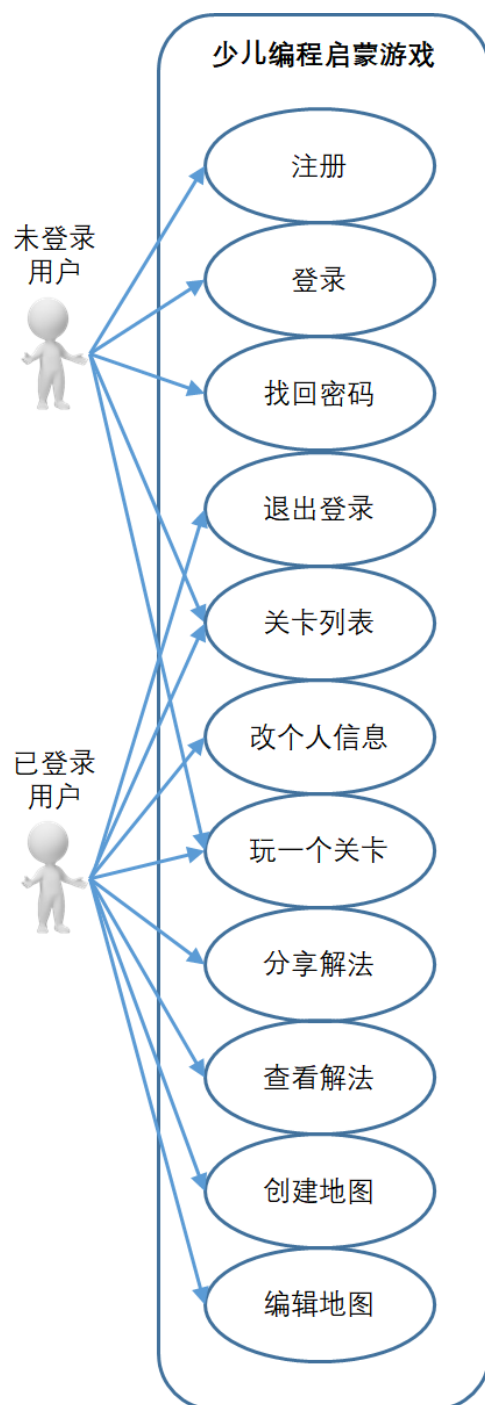 少儿编程启蒙游戏
注册
未登录
用户
登录
找回密码
退出登录
关卡列表
改个人信息
已登录
用户
玩一个关卡
分享解法
查看解法
创建地图
编辑地图